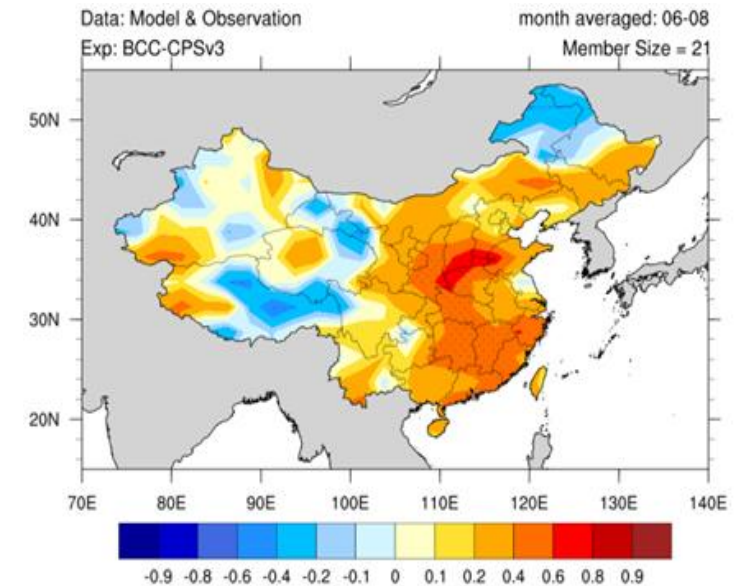 Data: Model & Observation
month averaged: 06-08
Exp: BCC-CPSv3
Member Size = 21
50N
40N
30N
20N
70E 80E 90E 100E 110E 120E 130E 140E
-0.9 -0.8 -0.6 -0.4 -0.2 -0.1 0 0.1 0.2 0.4 0.6 0.8 0.9